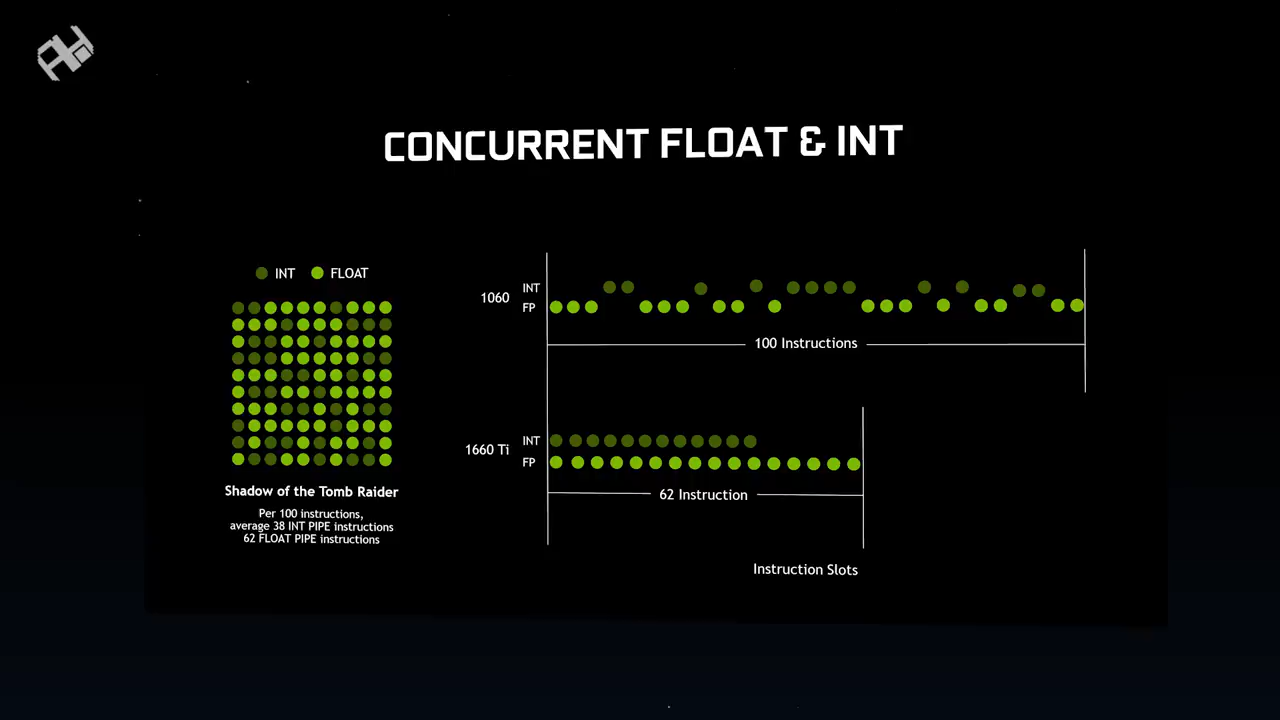 CONCURRENT FLOAT & INT
INT FLOAT
Shadow of the Tomb Raider
Per 100 instructions,
average 38 INT PIPE instructions
62 FLOAT PIPE instructions
1060
INT
FP
100 Instructions
1660 Ti
INT
FP
62 Instruction
Instruction Slots